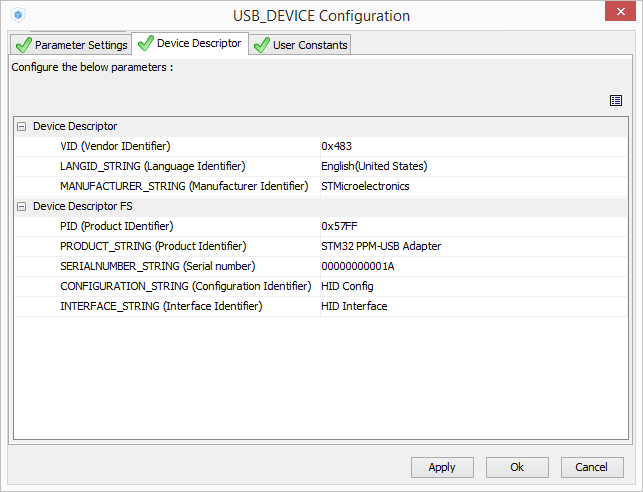 USB_DEVICE Configuration
Parameter Settings Device Descriptor User Constants
Configure the below parameters :
Device Descriptor
VID (Vendor IDentifier) 0x483
LANGID_STRING (Language Identifier) English(United States)
MANUFACTURER_STRING (Manufacturer Identifier) STMicroelectronics
Device Descriptor FS
PID (Product IDentifier) 0x57FF
PRODUCT_STRING (Product Identifier) STM32 PPM-USB Adapter
SERIALNUMBER_STRING (Serial number) 00000000001A
CONFIGURATION_STRING (Configuration Identifier) HID Config
INTERFACE_STRING (Interface Identifier) HID Interface
Apply Ok Cancel